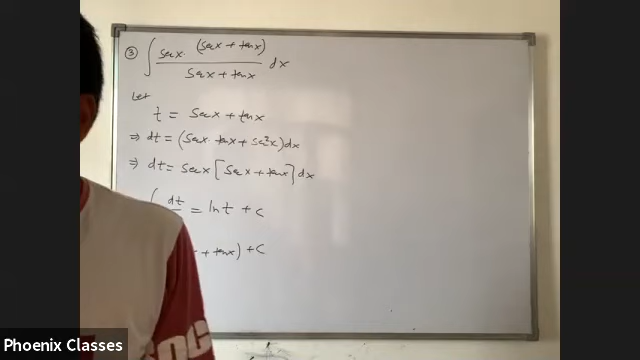 ③ ∫ secx · (secx + tanx) / secx + tanx dx
Let
t = secx + tanx
⇒ dt = (secx tanx + sec²x)dx
⇒ dt = secx [secx + tanx] dx
∫ dt = ln t + c
+ tanx) + c
Phoenix Classes